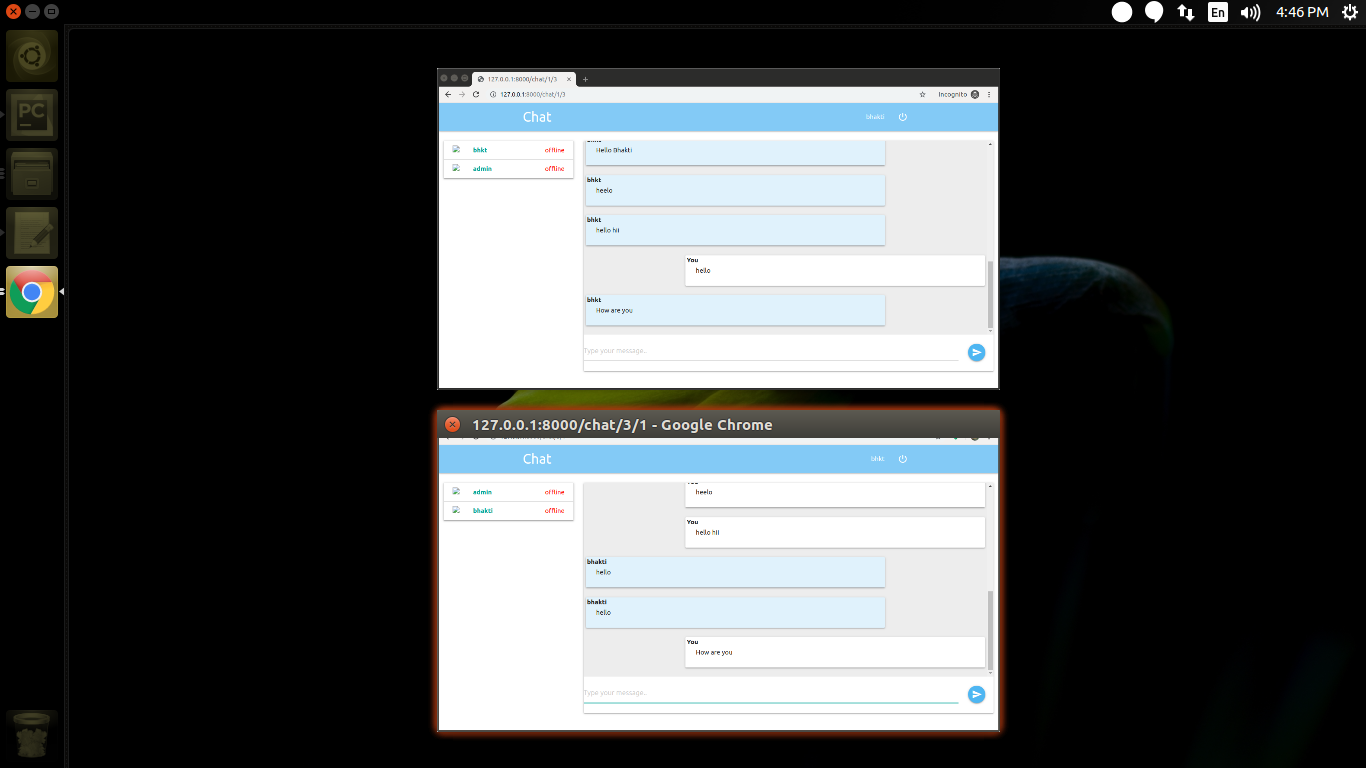 En 4:46 PM
PC
127.0.0.1:8000/chat/1/3
127.0.0.1:8000/chat/1/3 Incognito
Chat bhakti
bhkt offline
admin offline
Hello Bhakti
bhkt
heelo
bhkt
hello hii
You
hello
bhkt
How are you
Type your message..
127.0.0.1:8000/chat/3/1 - Google Chrome
Chat bhkt
admin offline
bhakti offline
You
heelo
You
hello hii
bhakti
hello
bhakti
hello
You
How are you
Type your message..